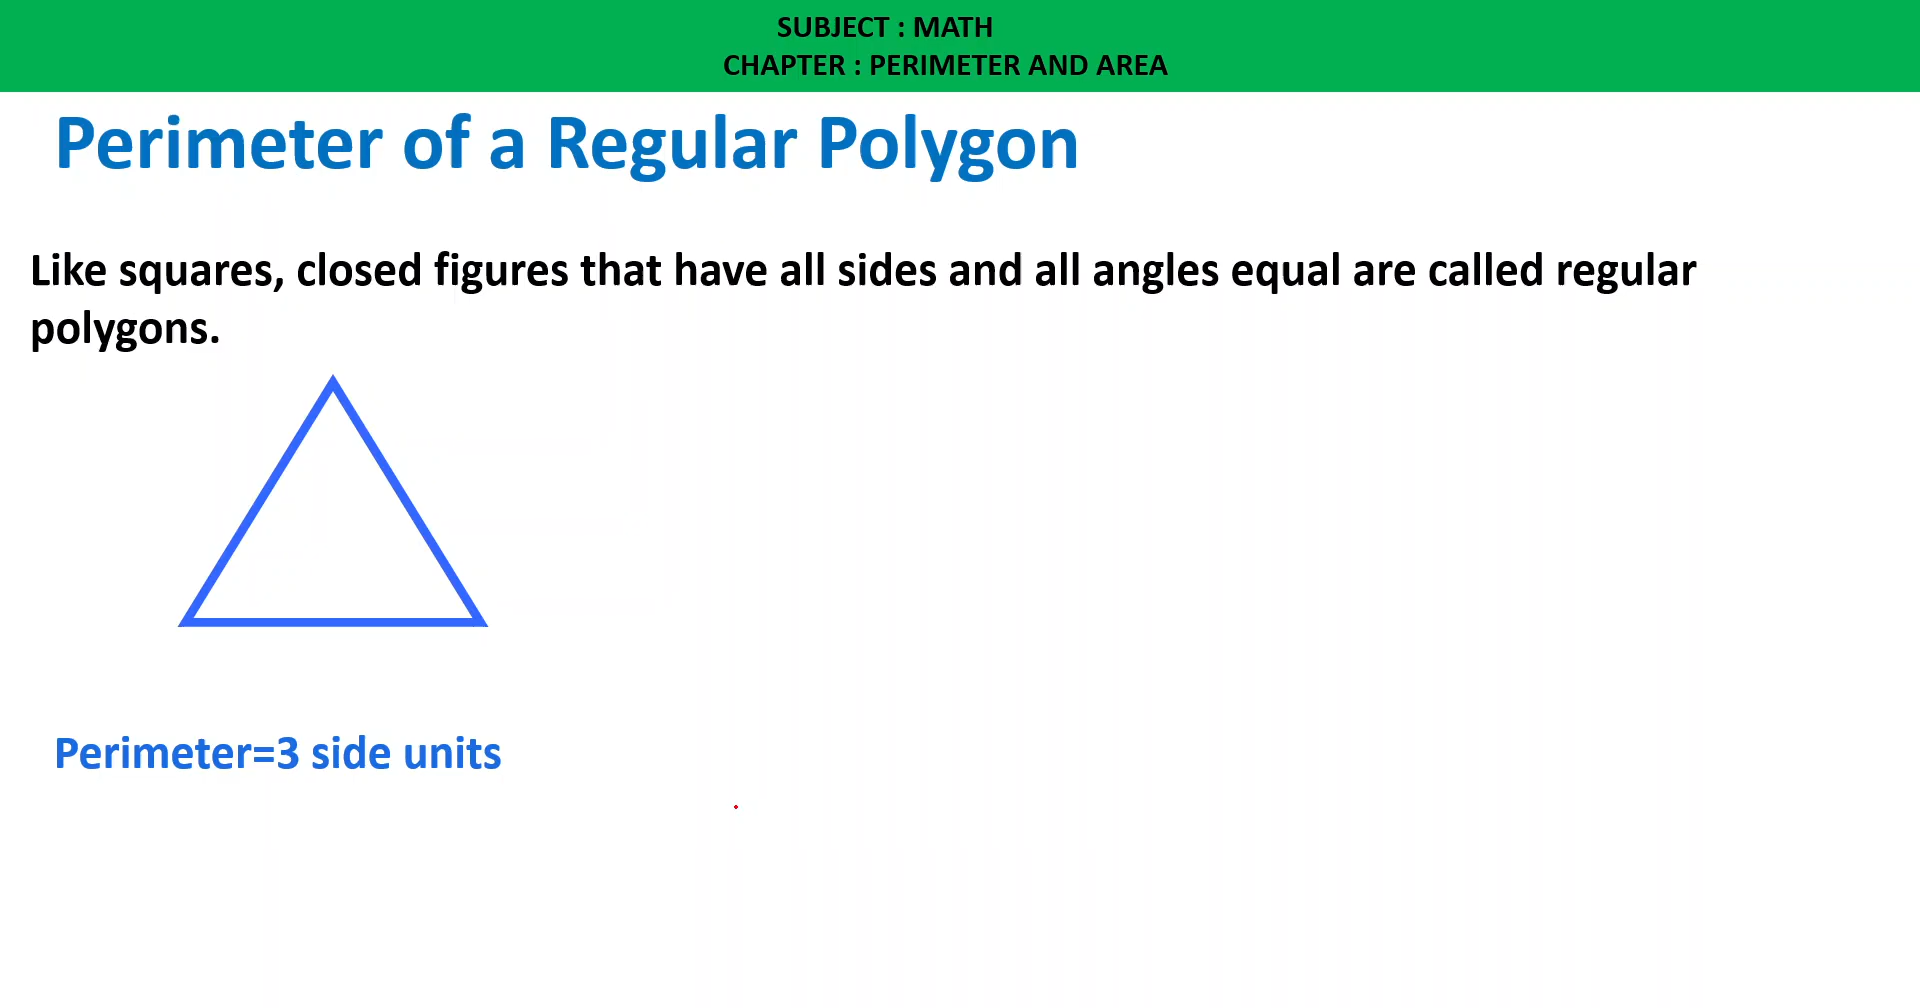 SUBJECT : MATH
CHAPTER : PERIMETER AND AREA
Perimeter of a Regular Polygon
Like squares, closed figures that have all sides and all angles equal are called regular
polygons.
Perimeter=3 side units